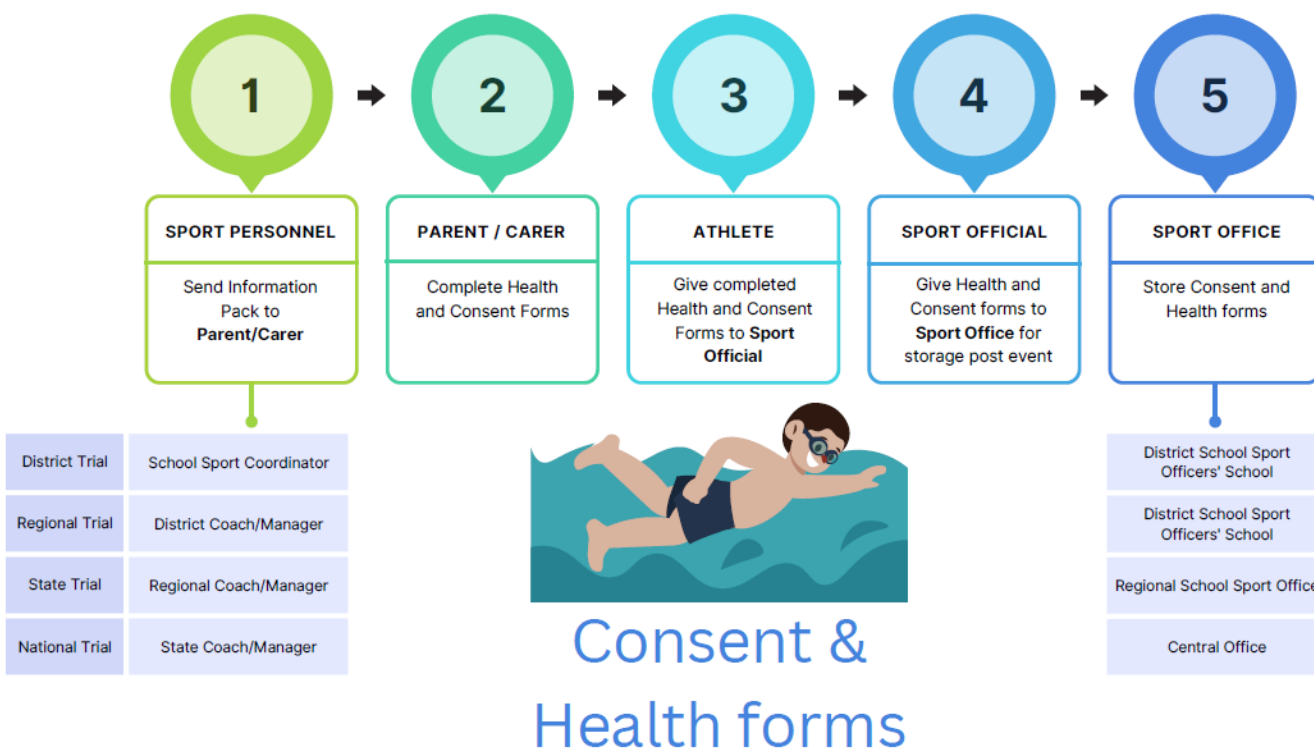 1
2
3
4
5
SPORT PERSONNEL
Send Information
Pack to
Parent/Carer
PARENT / CARER
Complete Health
and Consent Forms
ATHLETE
Give completed
Health and Consent
Forms to Sport
Official
SPORT OFFICIAL
Give Health and
Consent forms to
Sport Office for
storage post event
SPORT OFFICE
Store Consent and
Health forms
District Trial
School Sport Coordinator
Regional Trial
District Coach/Manager
State Trial
Regional Coach/Manager
National Trial
State Coach/Manager
District School Sport
Officers' School
District School Sport
Officers' School
Regional School Sport Office
Central Office
Consent &
Health forms